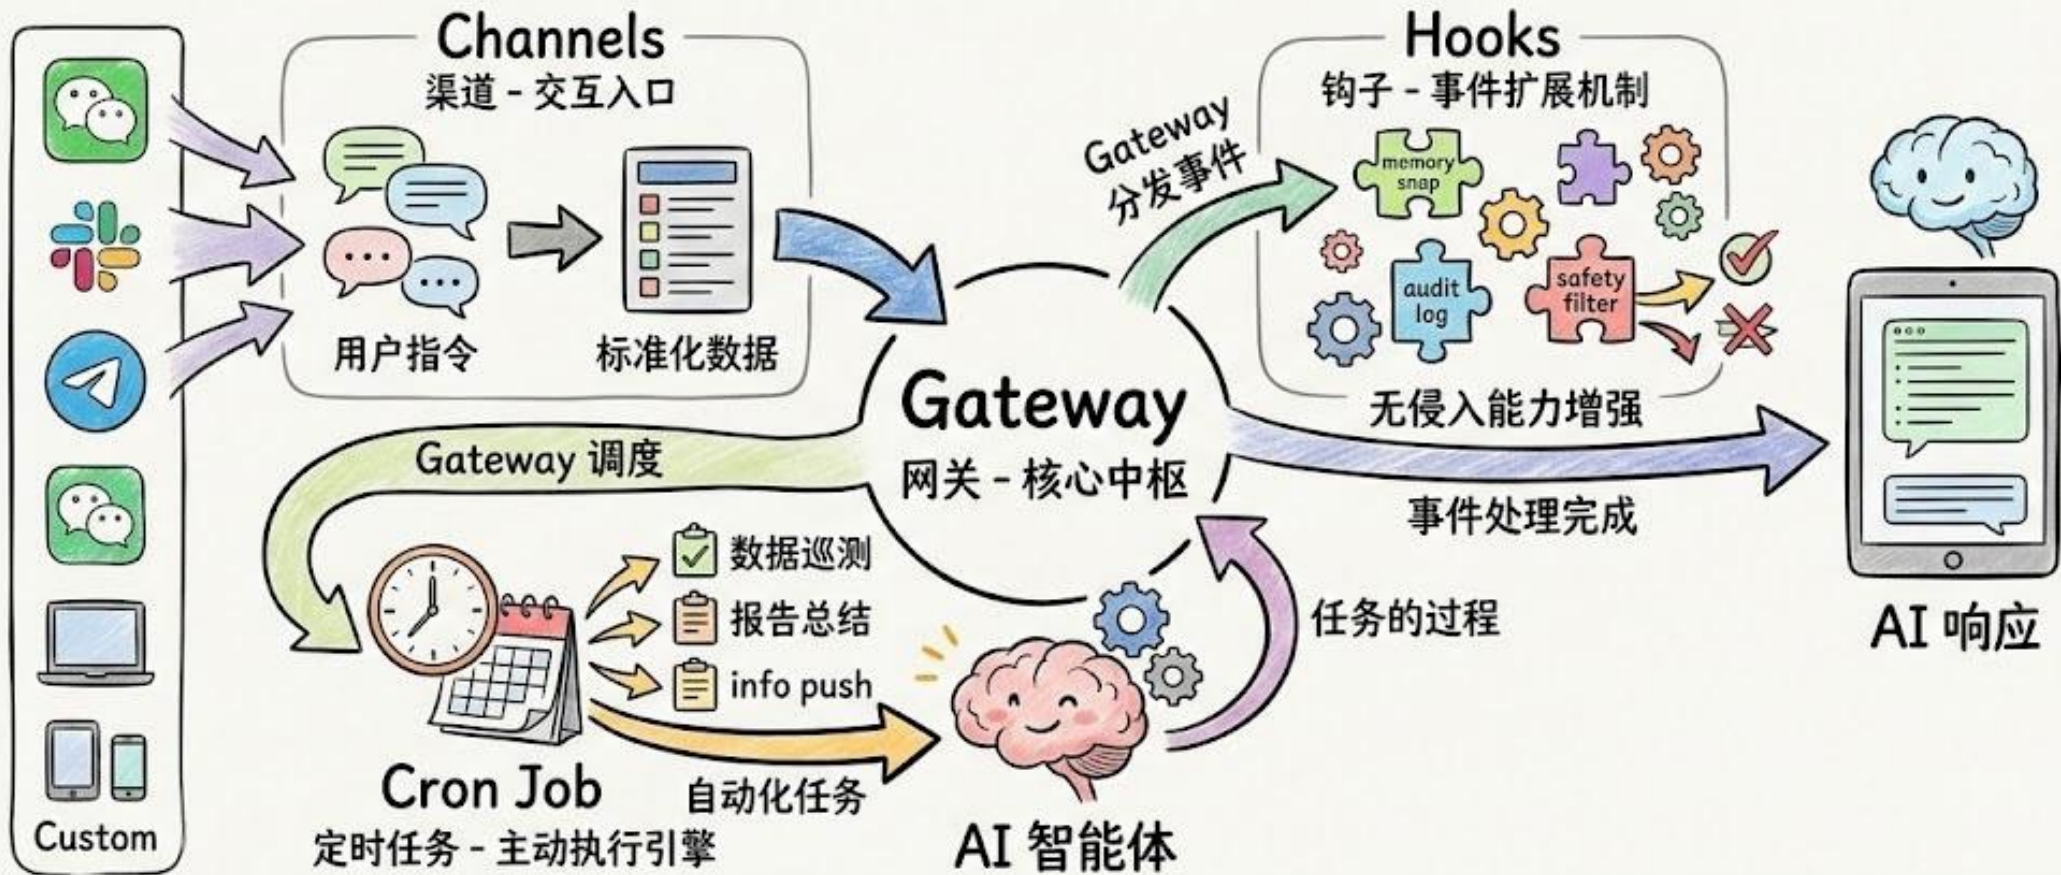 Custom
Channels
渠道 - 交互入口
用户指令
标准化数据
Gateway
网关 - 核心中枢
Gateway
分发事件
Hooks
钩子 - 事件扩展机制
memory
snap
audit
log
safety
filter
无侵入能力增强
事件处理完成
AI 响应
Gateway 调度
数据巡测
报告总结
info push
Cron Job
定时任务 - 主动执行引擎
自动化任务
AI 智能体
任务的过程